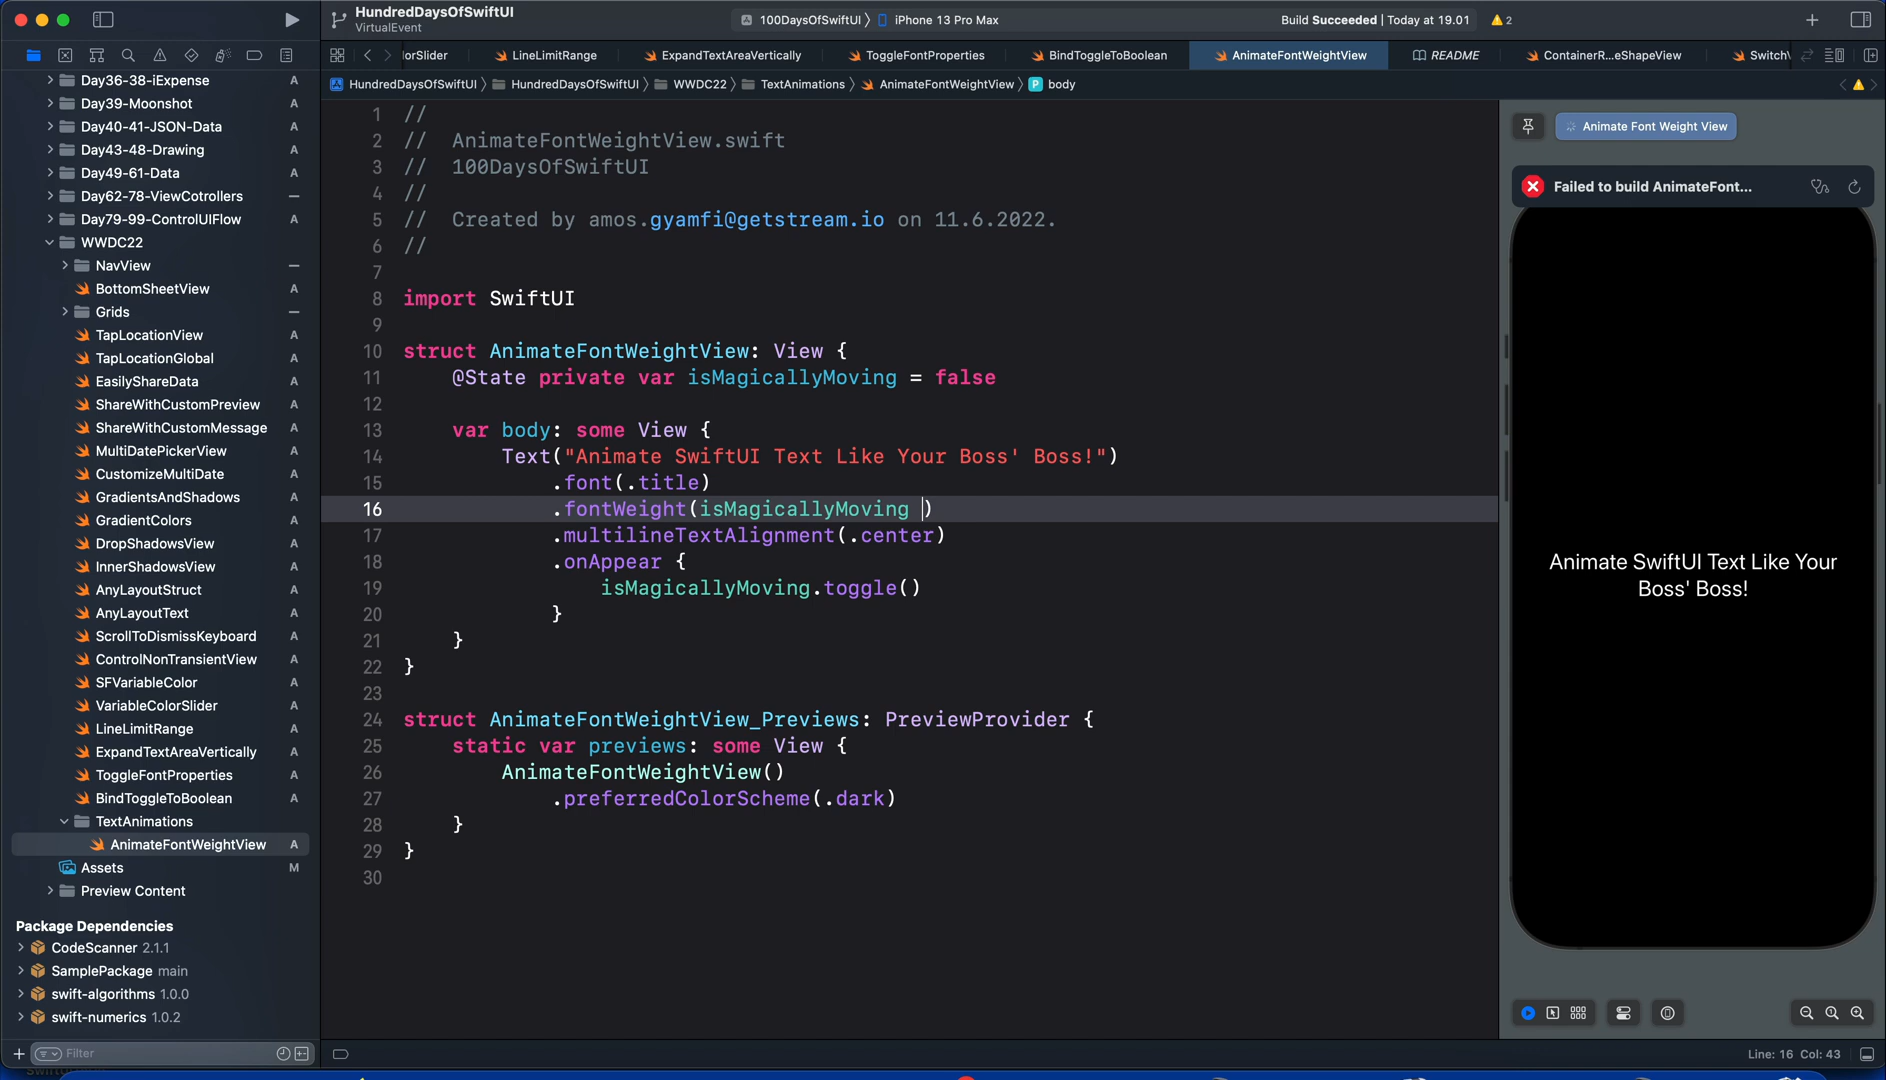 HundredDaysOfSwiftUI
VirtualEvent
100DaysOfSwiftUI
iPhone 13 Pro Max
Build Succeeded | Today at 19.01
2
orSlider
LineLimitRange
ExpandTextAreaVertically
ToggleFontProperties
BindToggleToBoolean
AnimateFontWeightView
README
ContainerR...eShapeView
Switch
HundredDaysOfSwiftUI
HundredDaysOfSwiftUI
WWDC22
TextAnimations
AnimateFontWeightView
P body
Day36-38-iExpense A
Day39-Moonshot A
Day40-41-JSON-Data A
Day43-48-Drawing A
Day49-61-Data A
Day62-78-ViewCotrollers
Day79-99-ControlUIFlow A
WWDC22
NavView
BottomSheetView A
Grids
TapLocationView A
TapLocationGlobal A
EasilyShareData A
ShareWithCustomPreview A
ShareWithCustomMessage A
MultiDatePickerView A
CustomizeMultiDate A
GradientsAndShadows A
GradientColors A
DropShadowsView A
InnerShadowsView A
AnyLayoutStruct A
AnyLayoutText A
ScrollToDismissKeyboard A
ControlNonTransientView A
SFVariableColor A
VariableColorSlider A
LineLimitRange A
ExpandTextAreaVertically A
ToggleFontProperties A
BindToggleToBoolean A
TextAnimations
AnimateFontWeightView A
Assets M
Preview Content
Package Dependencies
CodeScanner 2.1.1
SamplePackage main
swift-algorithms 1.0.0
swift-numerics 1.0.2
Filter
1 //
2 //  AnimateFontWeightView.swift
3 //  100DaysOfSwiftUI
4 //
5 //  Created by amos.gyamfi@getstream.io on 11.6.2022.
6 //
7
8 import SwiftUI
9
10 struct AnimateFontWeightView: View {
11     @State private var isMagicallyMoving = false
12
13     var body: some View {
14         Text("Animate SwiftUI Text Like Your Boss' Boss!")
15             .font(.title)
16             .fontWeight(isMagicallyMoving )
17             .multilineTextAlignment(.center)
18             .onAppear {
19                 isMagicallyMoving.toggle()
20             }
21     }
22 }
23
24 struct AnimateFontWeightView_Previews: PreviewProvider {
25     static var previews: some View {
26         AnimateFontWeightView()
27             .preferredColorScheme(.dark)
28     }
29 }
30
Animate Font Weight View
Failed to build AnimateFont...
Animate SwiftUI Text Like Your
Boss' Boss!
Line: 16 Col: 43